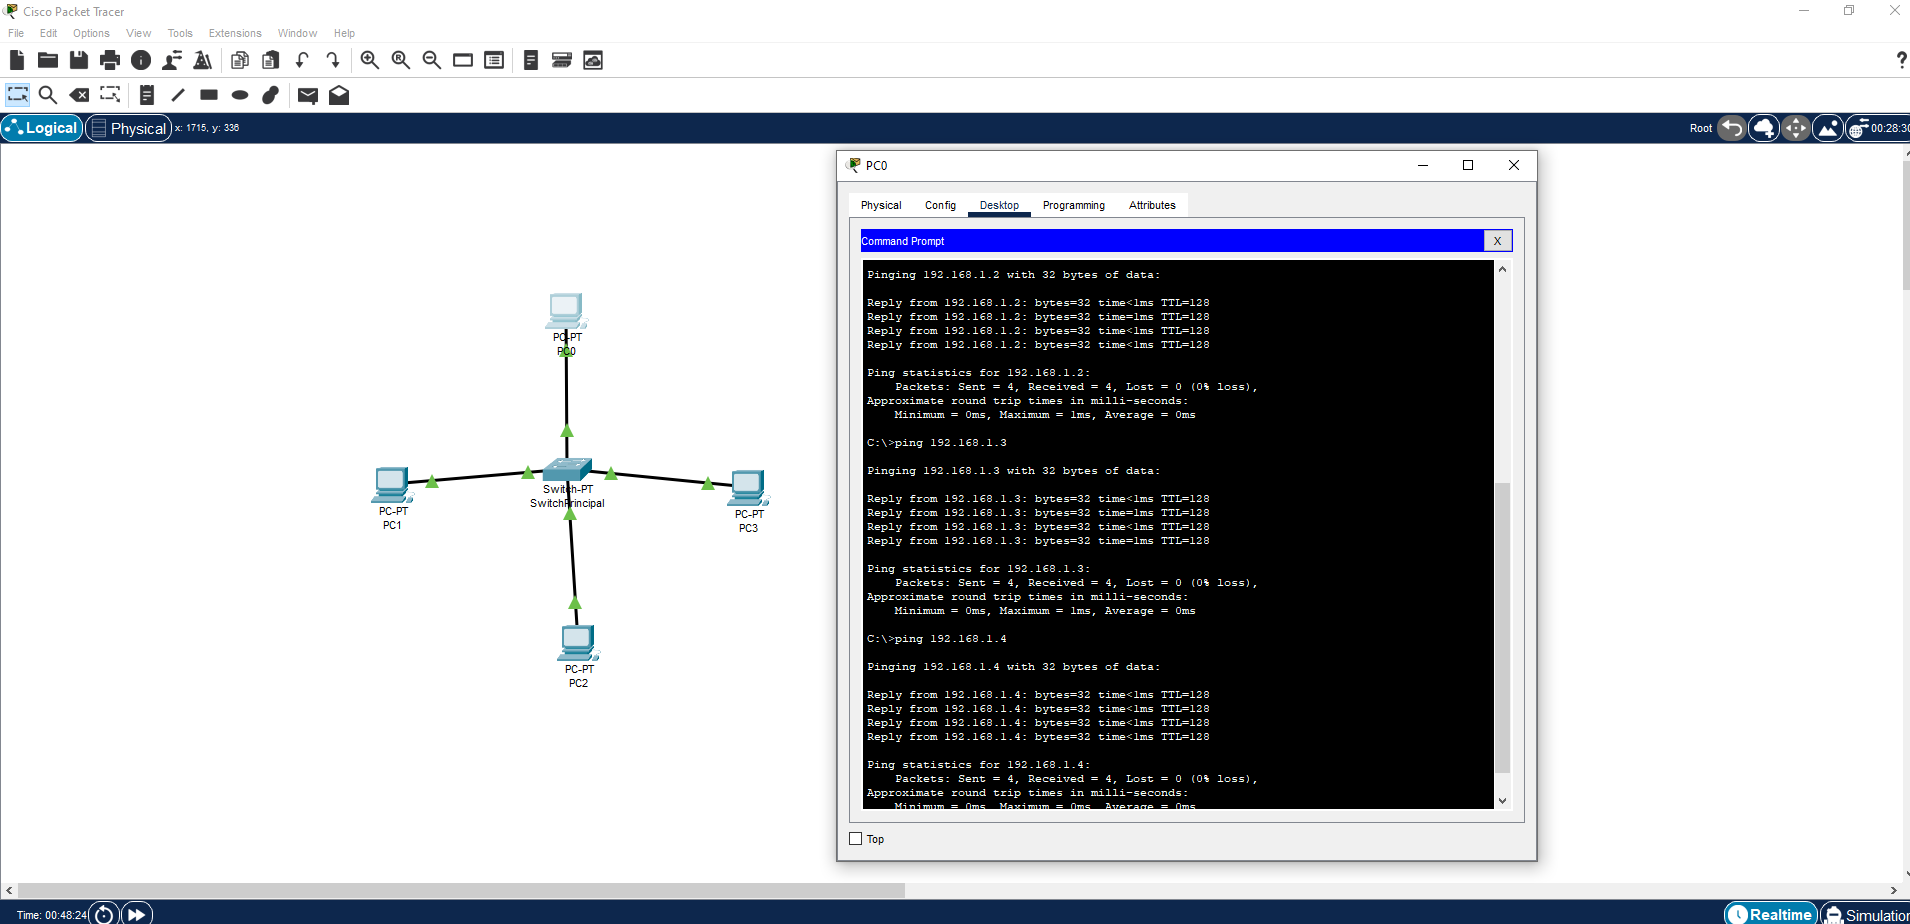 Cisco Packet Tracer
File Edit Options View Tools Extensions Window Help
?
Logical Physical x: 1715, y: 336 Root 00:28:30
PC-PT
PC0
PC-PT
PC1
Switch-PT
SwitchPrincipal
PC-PT
PC3
PC-PT
PC2
PC0
Physical Config Desktop Programming Attributes
Command Prompt X
Pinging 192.168.1.2 with 32 bytes of data:
Reply from 192.168.1.2: bytes=32 time<1ms TTL=128
Reply from 192.168.1.2: bytes=32 time=1ms TTL=128
Reply from 192.168.1.2: bytes=32 time<1ms TTL=128
Reply from 192.168.1.2: bytes=32 time<1ms TTL=128
Ping statistics for 192.168.1.2:
Packets: Sent = 4, Received = 4, Lost = 0 (0% loss),
Approximate round trip times in milli-seconds:
Minimum = 0ms, Maximum = 1ms, Average = 0ms
C:\>ping 192.168.1.3
Pinging 192.168.1.3 with 32 bytes of data:
Reply from 192.168.1.3: bytes=32 time<1ms TTL=128
Reply from 192.168.1.3: bytes=32 time=1ms TTL=128
Reply from 192.168.1.3: bytes=32 time<1ms TTL=128
Reply from 192.168.1.3: bytes=32 time=1ms TTL=128
Ping statistics for 192.168.1.3:
Packets: Sent = 4, Received = 4, Lost = 0 (0% loss),
Approximate round trip times in milli-seconds:
Minimum = 0ms, Maximum = 1ms, Average = 0ms
C:\>ping 192.168.1.4
Pinging 192.168.1.4 with 32 bytes of data:
Reply from 192.168.1.4: bytes=32 time<1ms TTL=128
Reply from 192.168.1.4: bytes=32 time<1ms TTL=128
Reply from 192.168.1.4: bytes=32 time<1ms TTL=128
Reply from 192.168.1.4: bytes=32 time<1ms TTL=128
Ping statistics for 192.168.1.4:
Packets: Sent = 4, Received = 4, Lost = 0 (0% loss),
Approximate round trip times in milli-seconds:
Minimum = 0ms, Maximum = 0ms, Average = 0ms
Top
Time: 00:48:24 Realtime Simulation